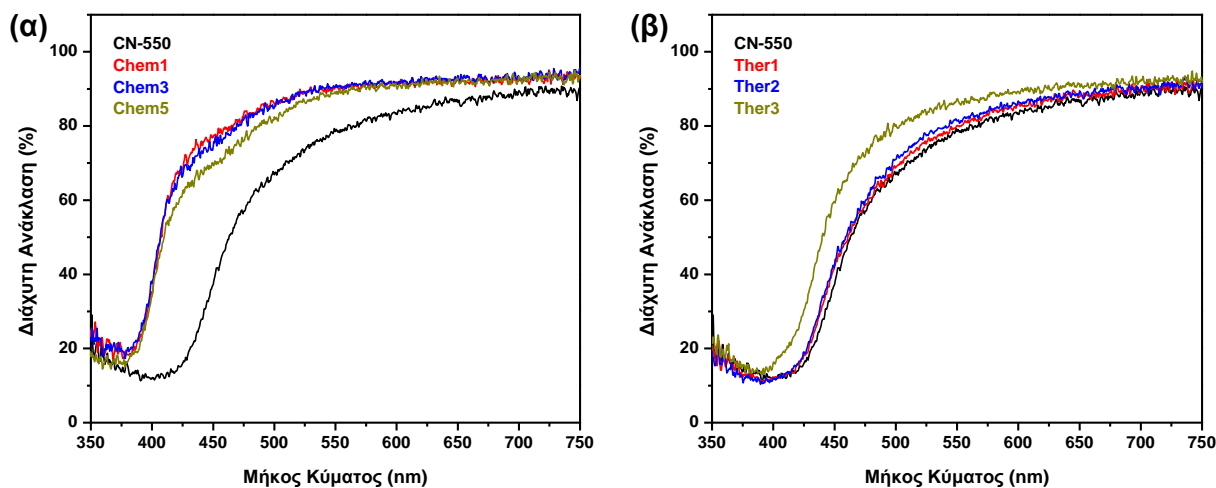 (α)
CN-550
Chem1
Chem3
Chem5
Διάχυτη Ανάκλαση (%)
100
80
60
40
20
0
350 400 450 500 550 600 650 700 750
Μήκος Κύματος (nm)
(β)
CN-550
Ther1
Ther2
Ther3
Διάχυτη Ανάκλαση (%)
100
80
60
40
20
0
350 400 450 500 550 600 650 700 750
Μήκος Κύματος (nm)